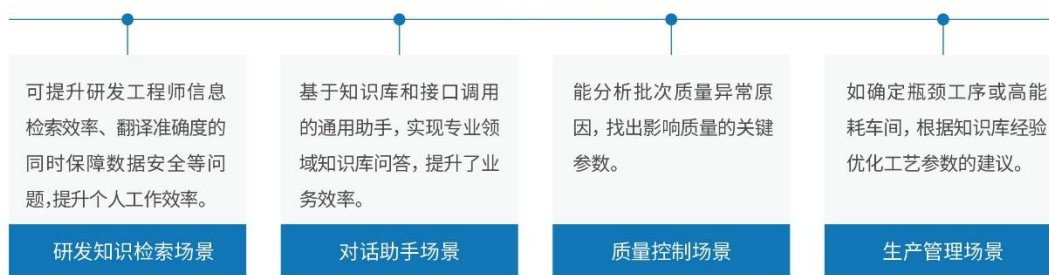 可提升研发工程师信息
检索效率、翻译准确度的
同时保障数据安全等问
题,提升个人工作效率。
研发知识检索场景
基于知识库和接口调用
的通用助手，实现专业领
域知识库问答，提升了业
务效率。
对话助手场景
能分析批次质量异常原
因，找出影响质量的关键
参数。
质量控制场景
如确定瓶颈工序或高能
耗车间，根据知识库经验
优化工艺参数的建议。
生产管理场景